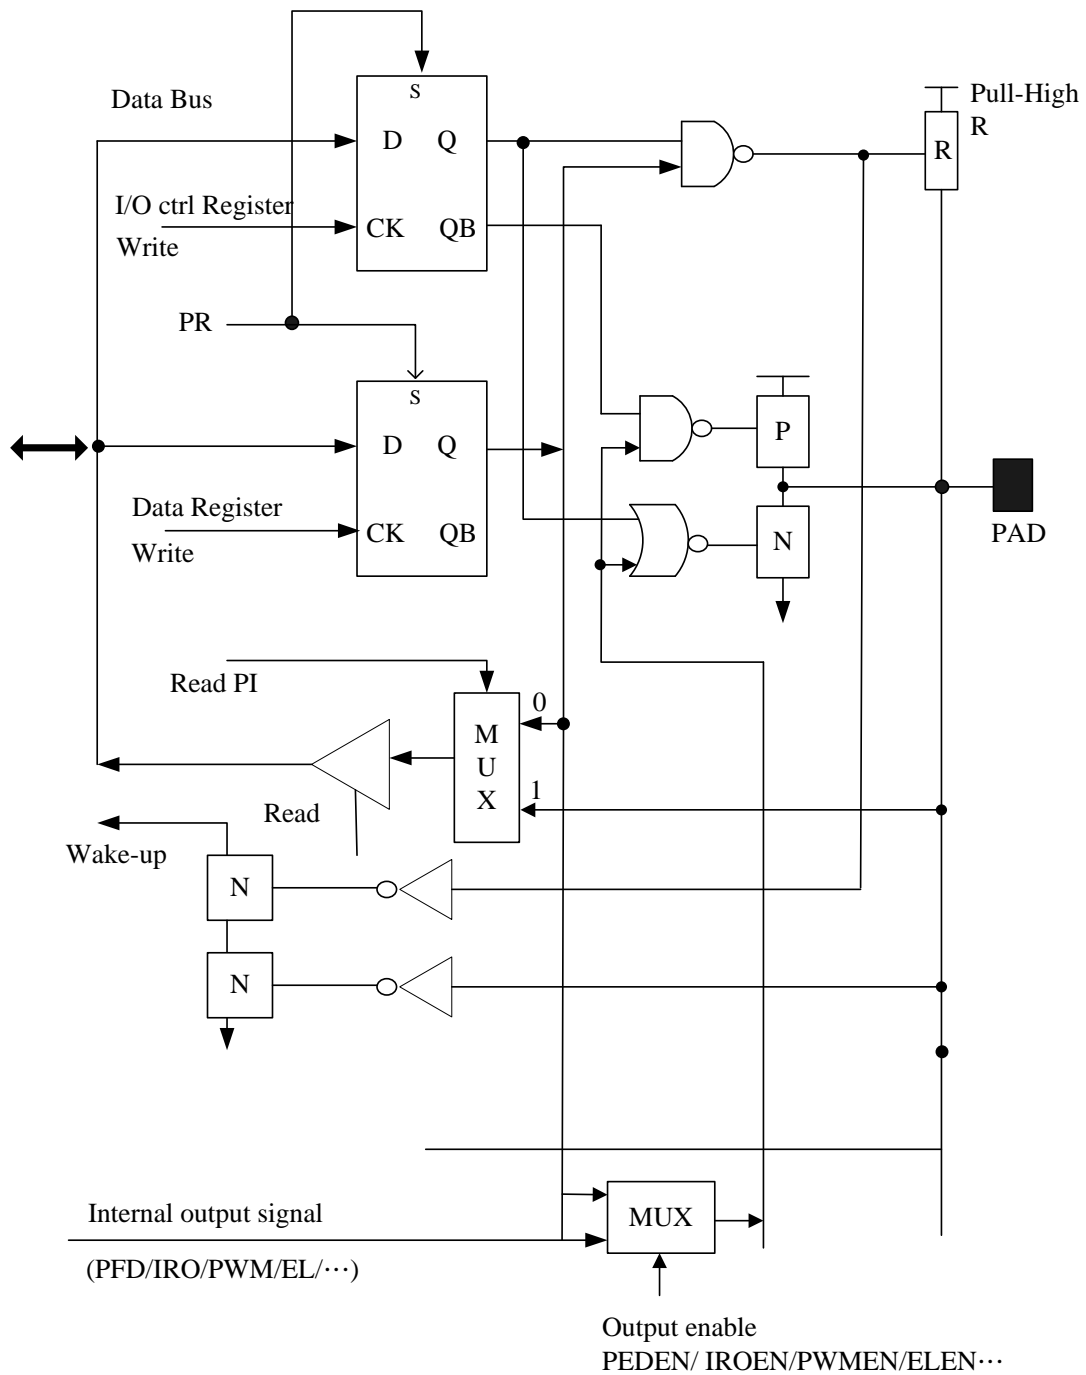 S
Data Bus
Pull-High
R
D Q
R
I/O ctrl Register
CK QB
Write
PR
S
D Q
P
Data Register
CK QB
N
PAD
Write
Read PI
0
M
U
X
1
Read
Wake-up
N
N
Internal output signal
MUX
(PFD/IRO/PWM/EL/⋯)
Output enable
PEDEN/ IROEN/PWMEN/ELEN⋯